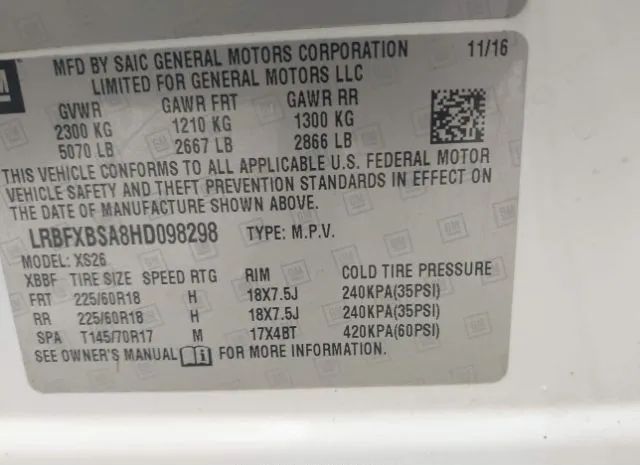 GM
MFD BY SAIC GENERAL MOTORS CORPORATION 11/16
LIMITED FOR GENERAL MOTORS LLC
GVWR GAWR FRT GAWR RR
2300 KG 1210 KG 1300 KG
5070 LB 2667 LB 2866 LB
THIS VEHICLE CONFORMS TO ALL APPLICABLE U.S. FEDERAL MOTOR
VEHICLE SAFETY AND THEFT PREVENTION STANDARDS IN EFFECT ON
THE DATE OF MANUFACTURE SHOWN ABOVE.
LRBFXBSA8HD098298 TYPE: M.P.V.
MODEL: XS26
XBBF TIRE SIZE SPEED RTG RIM COLD TIRE PRESSURE
FRT 225/60R18 H 18X7.5J 240KPA(35PSI)
RR 225/60R18 H 18X7.5J 240KPA(35PSI)
SPA T145/70R17 M 17X4BT 420KPA(60PSI)
SEE OWNER'S MANUAL FOR MORE INFORMATION.